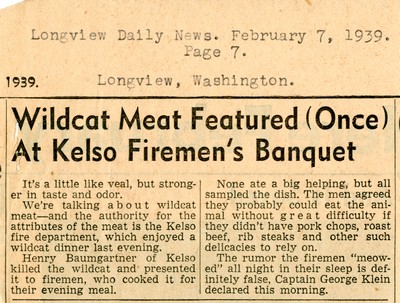 Longview Daily News. February 7, 1939.
Page 7.
1939. Longview, Washington.
Wildcat Meat Featured (Once)
At Kelso Firemen's Banquet
It's a little like veal, but strong-
er in taste and odor.
We're talking about wildcat
meat—and the authority for the
attributes of the meat is the Kelso
fire department, which enjoyed a
wildcat dinner last evening.
Henry Baumgartner of Kelso
killed the wildcat and presented
it to firemen, who cooked it for
their evening meal.
None ate a big helping, but all
sampled the dish. The men agreed
they probably could eat the ani-
mal without great difficulty if
they didn't have pork chops, roast
beef, rib steaks and other such
delicacies to rely on.
The rumor the firemen "meow-
ed" all night in their sleep is de-
finitely false, Captain George Klein
declared this morning.